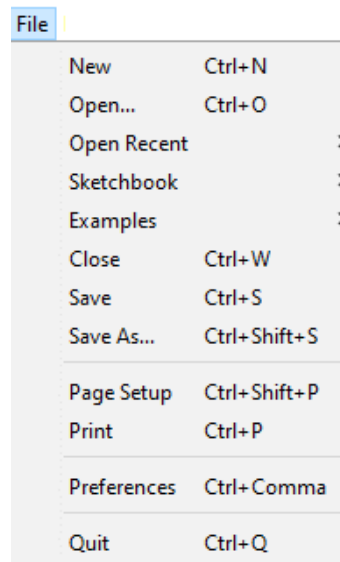 File
New Ctrl+N
Open... Ctrl+O
Open Recent
Sketchbook
Examples
Close Ctrl+W
Save Ctrl+S
Save As... Ctrl+Shift+S
Page Setup Ctrl+Shift+P
Print Ctrl+P
Preferences Ctrl+Comma
Quit Ctrl+Q